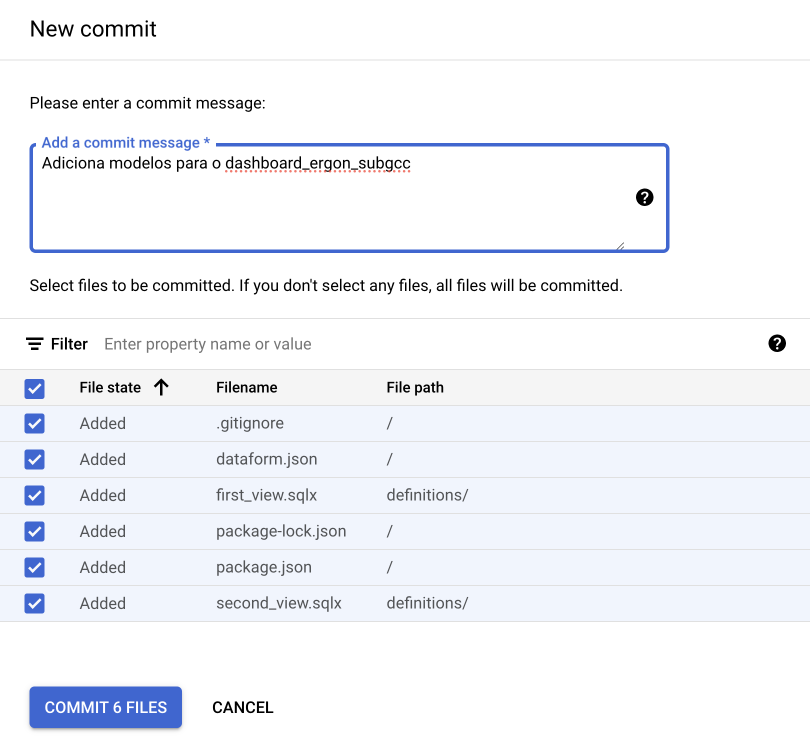 New commit
Please enter a commit message:
Add a commit message *
Adiciona modelos para o dashboard_ergon_subgcc
?
Select files to be committed. If you don't select any files, all files will be committed.
Filter Enter property name or value ?
File state ↑ Filename File path
Added .gitignore /
Added dataform.json /
Added first_view.sqlx definitions/
Added package-lock.json /
Added package.json /
Added second_view.sqlx definitions/
COMMIT 6 FILES CANCEL